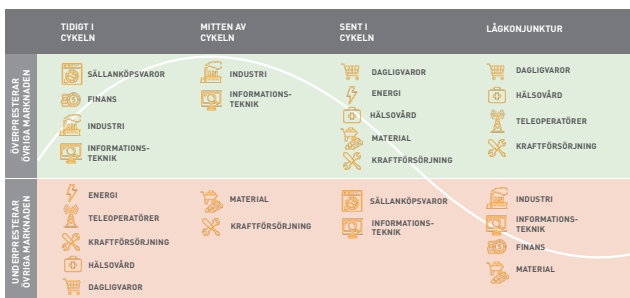 TIDIGT I
CYKELN
MITTEN AV
CYKELN
SENT I
CYKELN
LÅGKONJUNKTUR
ÖVERPRESTERAR
ÖVRIGA MARKNADEN
SÄLLANKÖPSVAROR
FINANS
INDUSTRI
INFORMATIONS-
TEKNIK
INDUSTRI
INFORMATIONS-
TEKNIK
DAGLIGVAROR
ENERGI
HÄLSOVÅRD
MATERIAL
KRAFTFÖRSÖRJNING
DAGLIGVAROR
HÄLSOVÅRD
TELEOPERATÖRER
KRAFTFÖRSÖRJNING
UNDERPRESTERAR
ÖVRIGA MARKNADEN
ENERGI
TELEOPERATÖRER
KRAFTFÖRSÖRJNING
HÄLSOVÅRD
DAGLIGVAROR
MATERIAL
KRAFTFÖRSÖRJNING
SÄLLANKÖPSVAROR
INFORMATIONS-
TEKNIK
INDUSTRI
INFORMATIONS-
TEKNIK
FINANS
MATERIAL